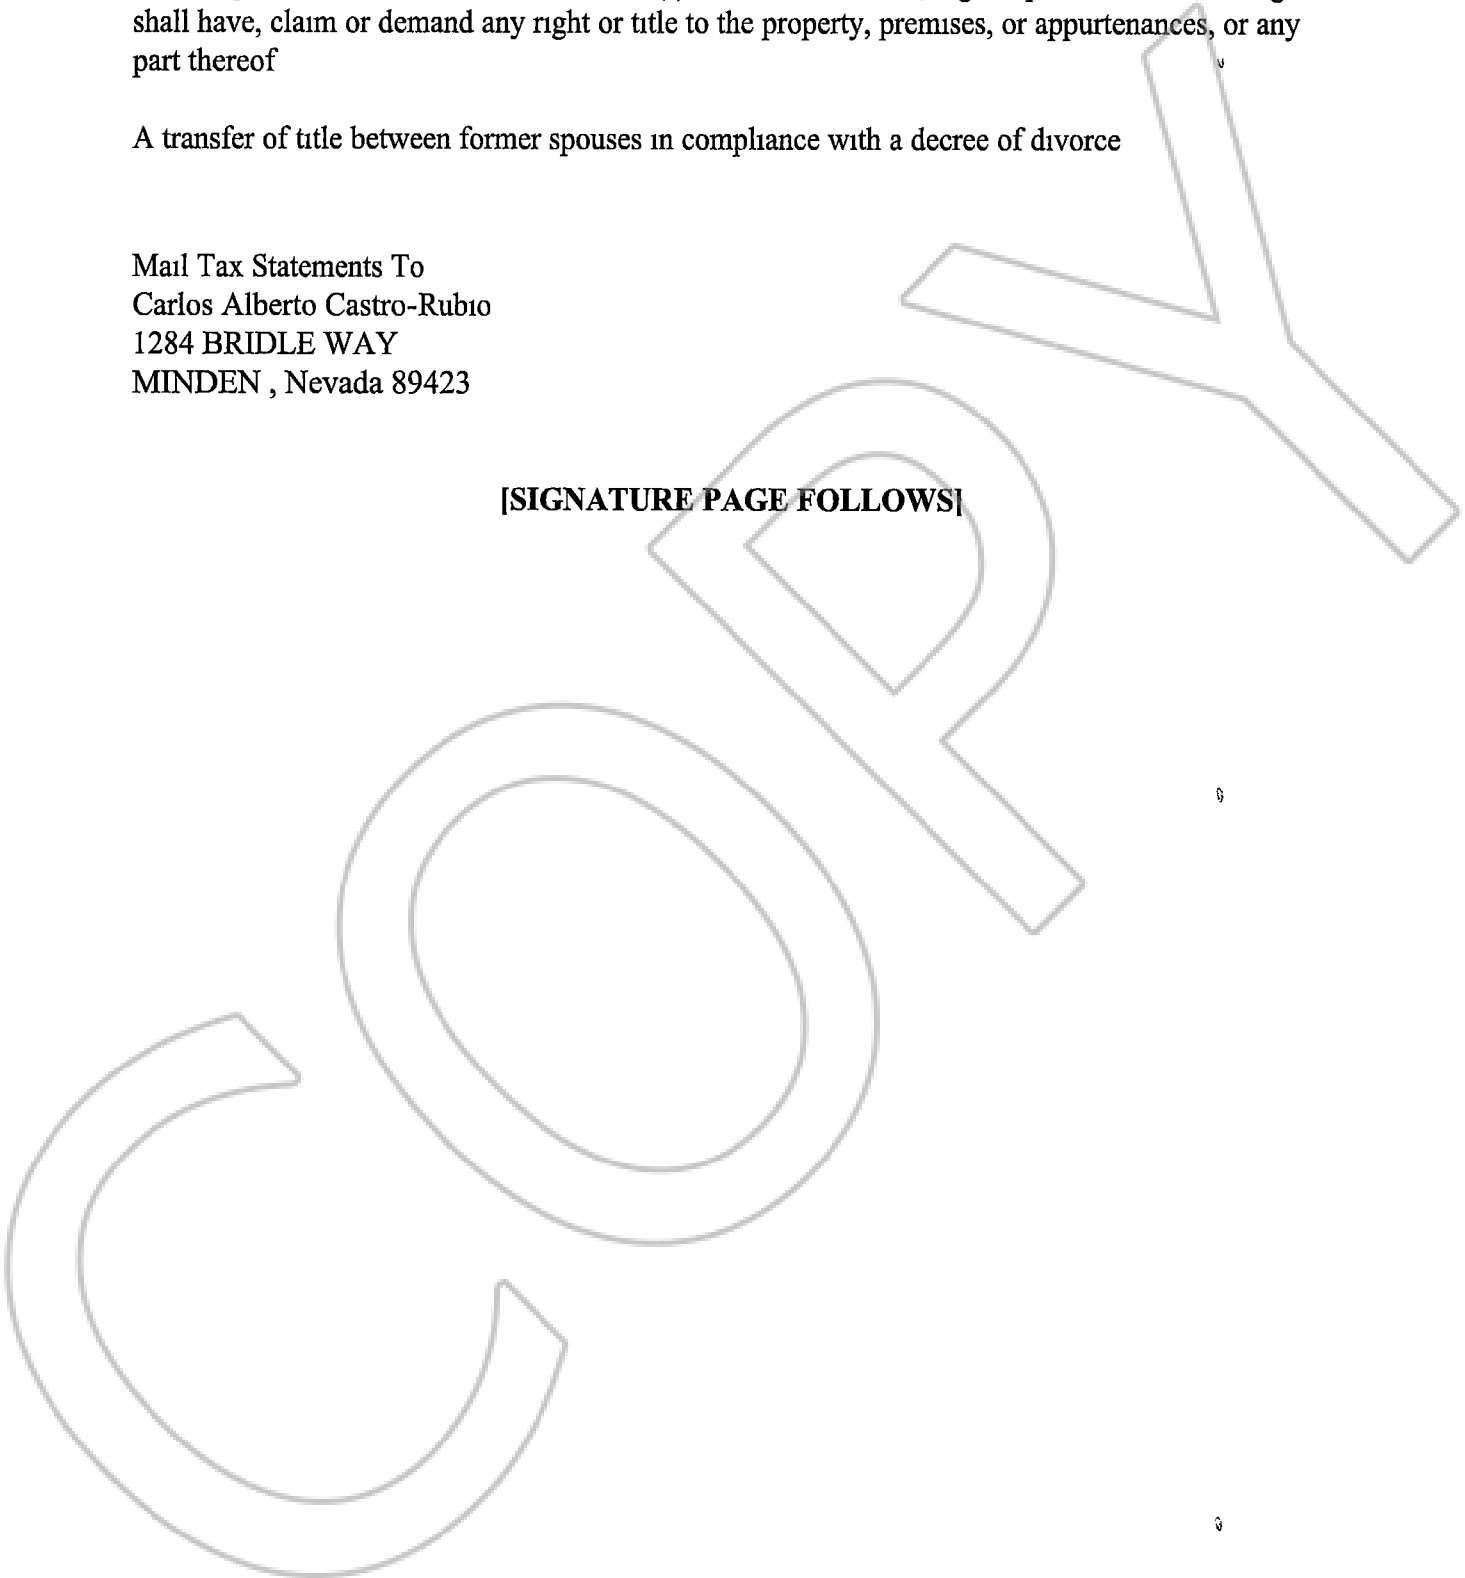 shall have, claim or demand any right or title to the property, premises, or appurtenances, or any
part thereof
A transfer of title between former spouses in compliance with a decree of divorce
Mail Tax Statements To
Carlos Alberto Castro-Rubio
1284 BRIDLE WAY
MINDEN , Nevada 89423
[SIGNATURE PAGE FOLLOWS]
COPY